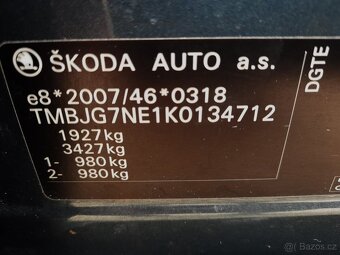 ŠKODA AUTO a.s.
e8*2007/46*0318
TMBJG7NE1K0134712
1927kg
3427kg
1- 980kg
2- 980kg
DGTE
© Bazos.cz